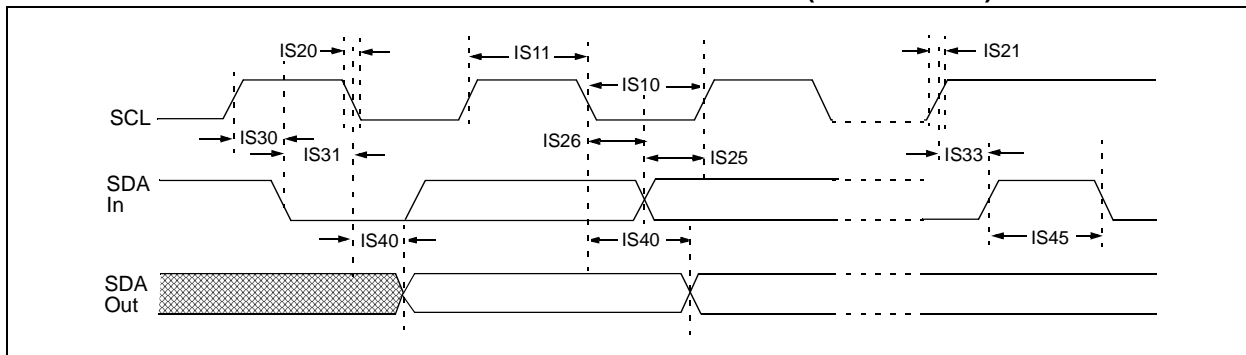 IS20
IS11
IS21
IS10
SCL
IS30
IS31
IS26
IS25
IS33
SDA
In
IS40
IS40
IS45
SDA
Out